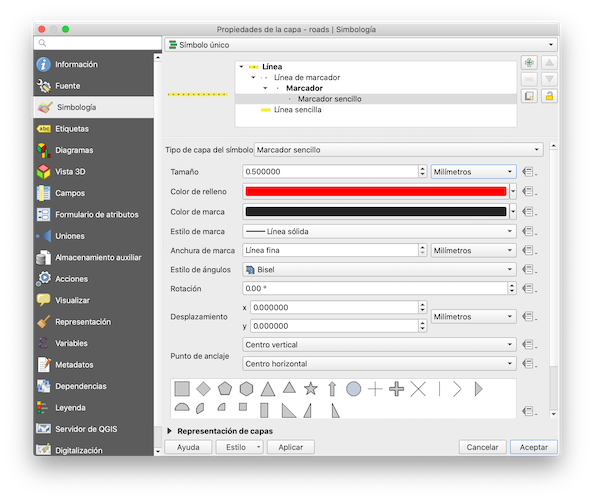 Propiedades de la capa - roads | Simbología
Información
Fuente
Simbología
Etiquetas
Diagramas
Vista 3D
Campos
Formulario de atributos
Uniones
Almacenamiento auxiliar
Acciones
Visualizar
Representación
Variables
Metadatos
Dependencias
Leyenda
Servidor de QGIS
Digitalización
Símbolo único
Línea
Línea de marcador
Marcador
Marcador sencillo
Línea sencilla
Tipo de capa del símbolo Marcador sencillo
Tamaño 0.500000 Milímetros
Color de relleno
Color de marca
Estilo de marca Línea sólida
Anchura de marca Línea fina Milímetros
Estilo de ángulos Bisel
Rotación 0.00 °
Desplazamiento x 0.000000 Milímetros
y 0.000000
Punto de anclaje Centro vertical
Centro horizontal
Representación de capas
Ayuda Estilo Aplicar Cancelar Aceptar